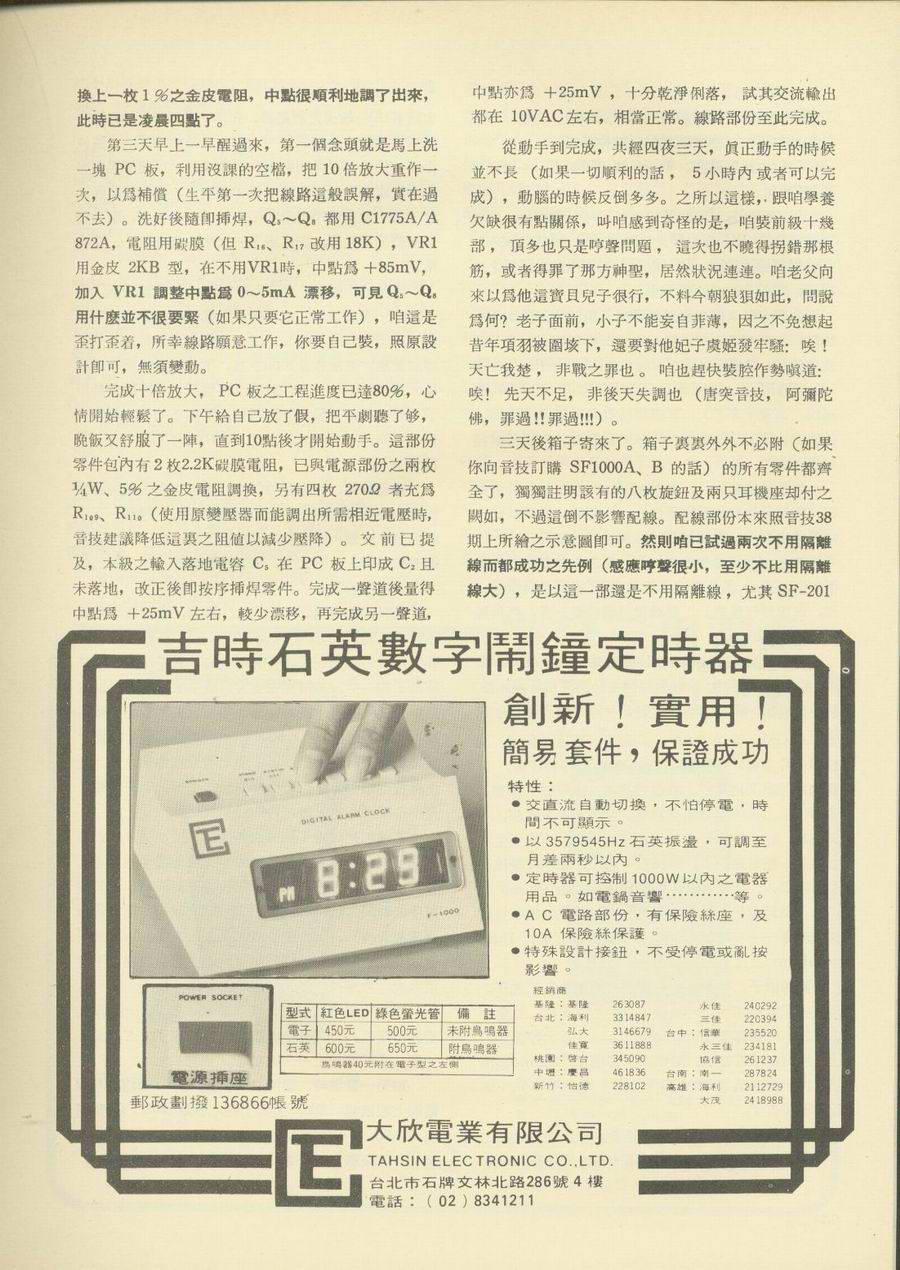 換上一枚1%之金皮電阻，中點很順利地調了出來，
此時已是凌晨四點了。
第三天早上一早醒過來，第一個念頭就是馬上洗
一塊 PC 板，利用沒課的空檔，把 10 倍放大重作一
次，以爲補償（生平第一次把線路這般誤解，實在過
不去）。洗好後隨卽揷焊，Q₅～Q₈ 都用 C1775A/A
872A，電阻用碳膜（但 R₁₆、R₁₇ 改用 18K），VR1
用金皮 2KB 型，在不用VR1時，中點爲 +85mV，
加入 VR1 調整中點爲 0～5mA 漂移，可見 Q₅～Q₈
用什麼並不很要緊（如果只要它正常工作），咱這是
歪打歪着，所幸線路願意工作，你要自己裝，照原設
計卽可，無須變動。
完成十倍放大， PC 板之工程進度已達80%，心
情開始輕鬆了。下午給自己放了假，把平劇聽了够，
晚飯又舒服了一陣，直到10點後才開始動手。這部份
零件包內有 2 枚2.2K碳膜電阻，已與電源部份之兩枚
¼W、5% 之金皮電阻調換，另有四枚 270Ω 者充爲
R₁₀₉、R₁₁₀（使用原變壓器而能調出所需相近電壓時，
音技建議降低這裏之阻値以減少壓降）。 文前已提
及，本級之輸入落地電容 C₅ 在 PC 板上印成 C₂ 且
未落地，改正後卽按序揷焊零件。完成一聲道後量得
中點爲 +25mV 左右，較少漂移，再完成另一聲道，
中點亦爲 +25mV ，十分乾淨俐落， 試其交流輸出
都在 10VAC左右，相當正常。線路部份至此完成。
從動手到完成，共經四夜三天，眞正動手的時候
並不長（如果一切順利的話， 5小時內或者可以完
成），動腦的時候反倒多多。之所以這樣，跟咱學養
欠缺很有點關係，叫咱感到奇怪的是，咱裝前級十幾
部， 頂多也只是哼聲問題， 這次也不曉得拐錯那根
筋，或者得罪了那方神聖，居然狀況連連。咱老父向
來以爲他這寶貝兒子很行，不料今朝狼狽如此，問說
爲何？老子面前，小子不能妄自菲薄，因之不免想起
昔年項羽被圍垓下，還要對他妃子虞姬發牢騷：唉！
天亡我楚， 非戰之罪也 。 咱也趕快裝腔作勢嗔道：
唉！ 先天不足， 非後天失調也（唐突音技， 阿彌陀
佛，罪過!!罪過!!!）。
三天後箱子寄來了。箱子裏裏外外不必附（如果
你向音技訂購 SF1000A、B 的話）的所有零件都齊
全了，獨獨註明該有的八枚旋鈕及兩只耳機座却付之
闕如，不過這倒不影響配線。配線部份本來照音技38
期上所繪之示意圖卽可。然則咱已試過兩次不用隔離
線而都成功之先例（感應哼聲很小，至少不比用隔離
線大），是以這一部還是不用隔離線，尤其 SF-201
吉時石英數字鬧鐘定時器
創新！實用！
簡易套件，保證成功
特性：
●交直流自動切換，不怕停電，時
間不可顯示。
●以 3579545Hz 石英振盪，可調至
月差兩秒以內。
●定時器可控制1000W以內之電器
用品。如電鍋音響…………等。
●AC 電路部份，有保險絲座，及
10A 保險絲保護。
●特殊設計接鈕，不受停電或亂按
影響。
DIGITAL ALARM CLOCK
PM 8:28
F-1000
POWER SOCKET
電源揷座
型式 紅色LED 綠色螢光管 備註
電子 450元 500元 未附鳥鳴器
石英 600元 650元 附鳥鳴器
鳥鳴器40元附在電子型之左側
郵政劃撥136866帳號
經銷商
基隆：基隆 263087
台北：海利 3314847
弘大 3146679
佳寬 3611888
桃園：啓台 345090
中壢：慶昌 461836
新竹：怡德 228102
永佳 240292
三佳 220394
台中：信華 235520
永三佳 234181
協信 261237
台南：南一 287824
高雄：海利 2112729
大茂 2418988
大欣電業有限公司
TAHSIN ELECTRONIC CO.,LTD.
台北市石牌文林北路286號 4 樓
電話：（02）8341211